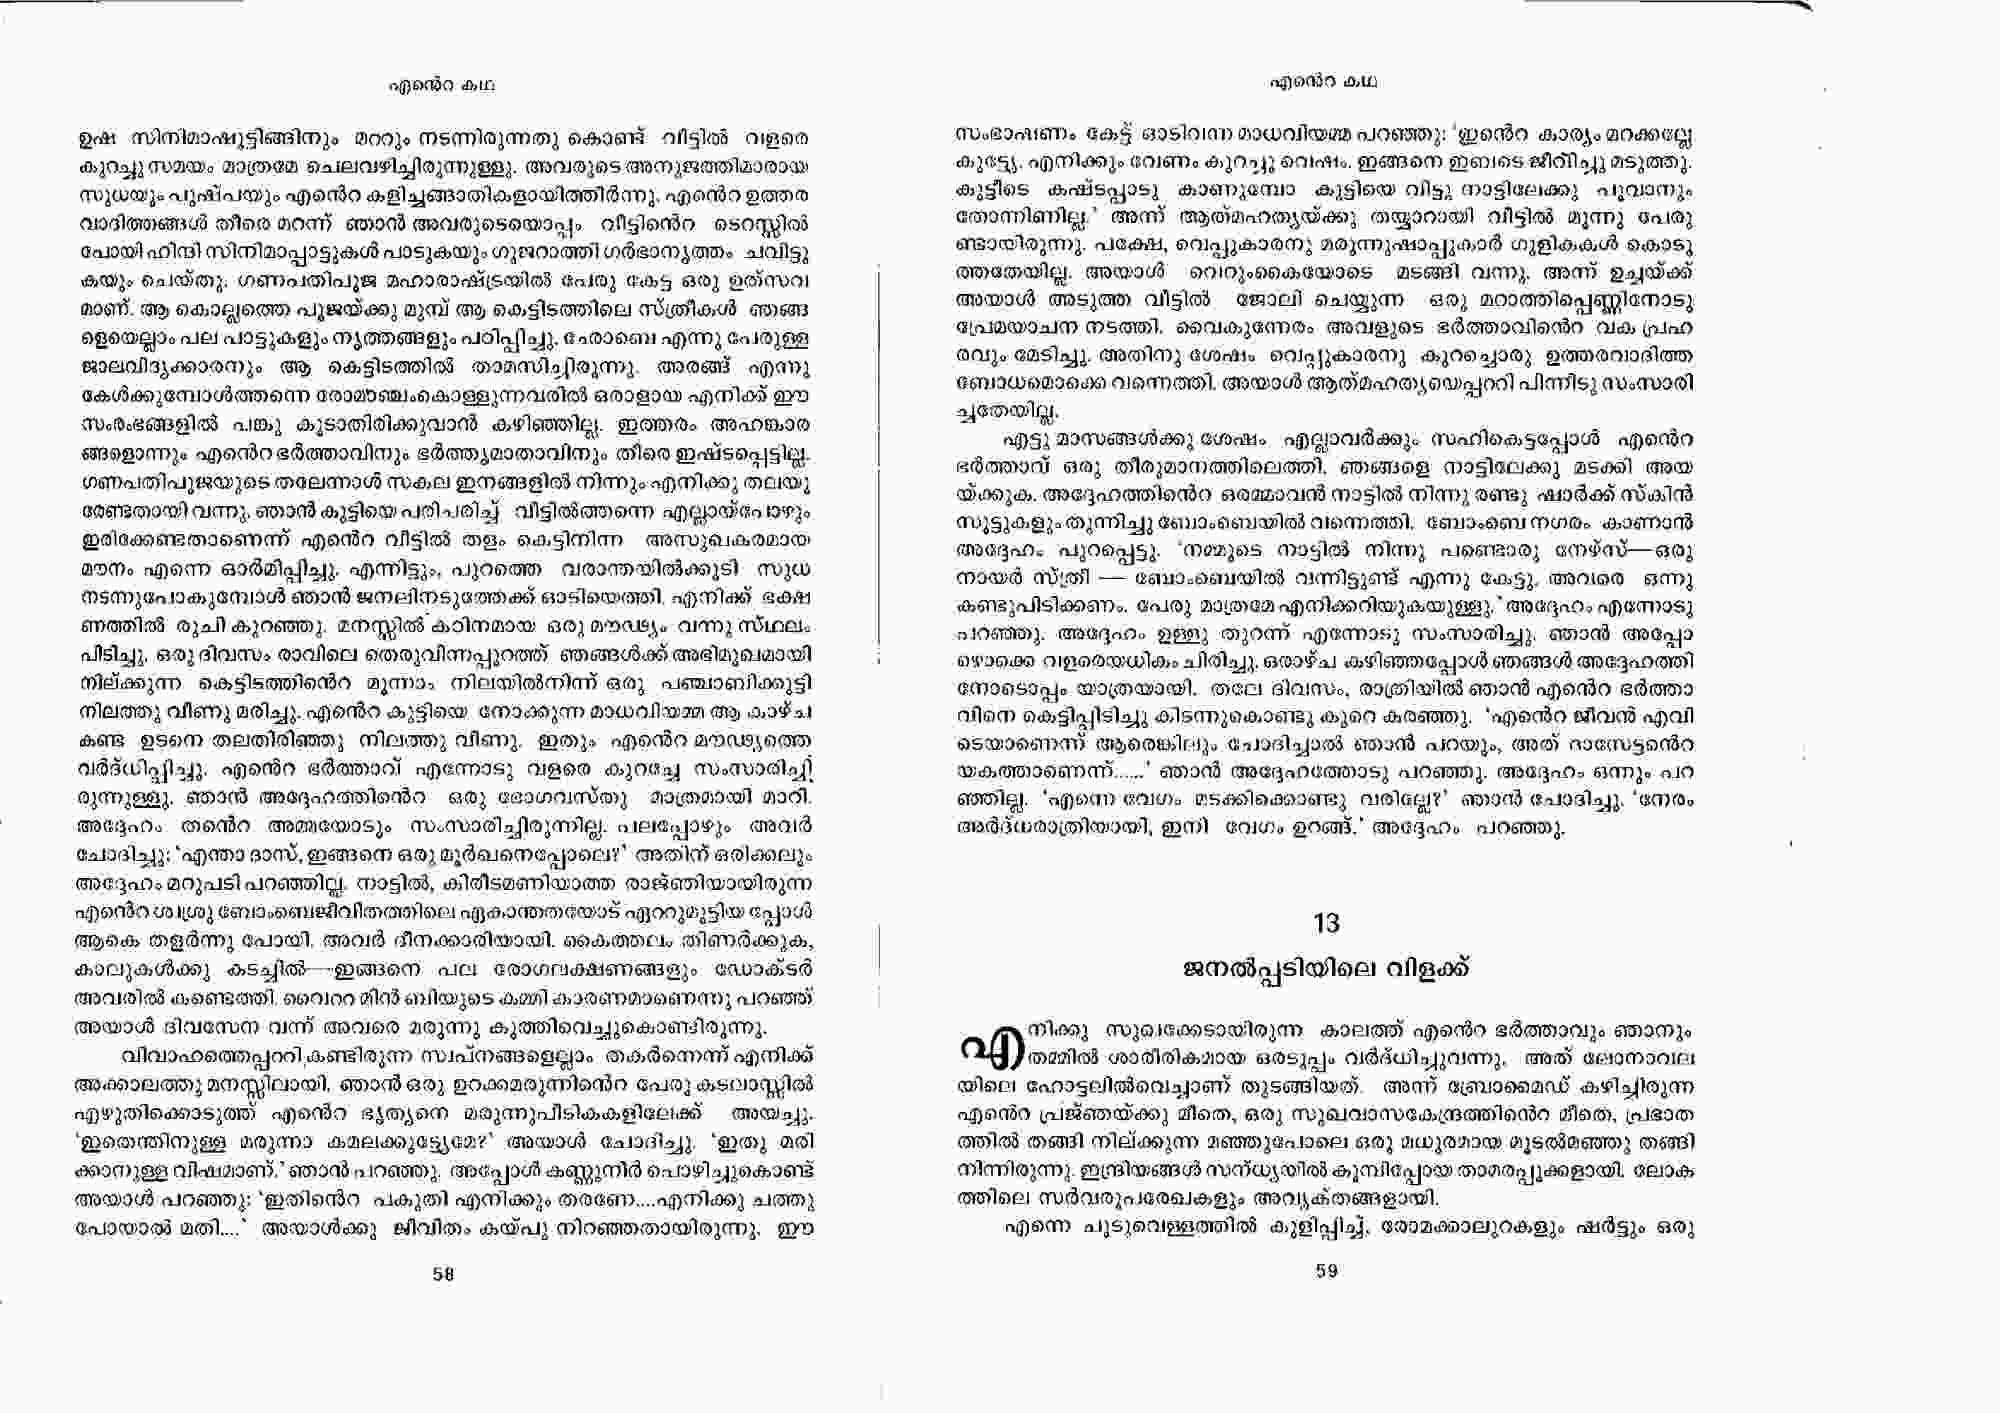 എന്റെ കഥ
ഉഷ സിനിമാഷൂട്ടിങ്ങിനും മററും നടന്നിരുന്നതു കൊണ്ട് വീട്ടിൽ വളരെ
കുറച്ചു സമയം മാത്രമേ ചെലവഴിച്ചിരുന്നുള്ളു. അവരുടെ അനുജത്തിമാരായ
സുധയും പുഷ്പയും എന്റെ കളിച്ചങ്ങാതികളായിത്തീർന്നു. എന്റെ ഉത്തര
വാദിത്തങ്ങൾ തീരെ മറന്ന് ഞാൻ അവരുടെയൊപ്പം വീട്ടിന്റെ ടെറസ്സിൽ
പോയി ഹിന്ദി സിനിമാപ്പാട്ടുകൾ പാടുകയും ഗുജറാത്തി ഗർഭാനൃത്തം ചവിട്ടു
കയും ചെയ്തു. ഗണപതിപൂജ മഹാരാഷ്ട്രയിൽ പേരു കേട്ട ഒരു ഉത്സവ
മാണ്. ആ കൊല്ലത്തെ പൂജയ്ക്കു മുമ്പ് ആ കെട്ടിടത്തിലെ സ്ത്രീകൾ ഞങ്ങ
ളെയെല്ലാം പല പാട്ടുകളും നൃത്തങ്ങളും പഠിപ്പിച്ചു. ചേരാബെ എന്നു പേരുള്ള
ജാലവിദ്യക്കാരനും ആ കെട്ടിടത്തിൽ താമസിച്ചിരുന്നു. അരങ്ങ് എന്നു
കേൾക്കുമ്പോൾത്തന്നെ രോമാഞ്ചംകൊള്ളുന്നവരിൽ ഒരാളായ എനിക്ക് ഈ
സംരംഭങ്ങളിൽ പങ്കു കൂടാതിരിക്കുവാൻ കഴിഞ്ഞില്ല. ഇത്തരം അഹങ്കാര
ങ്ങളൊന്നും എന്റെ ഭർത്താവിനും ഭർത്തൃമാതാവിനും തീരെ ഇഷ്ടപ്പെട്ടില്ല.
ഗണപതിപൂജയുടെ തലേന്നാൾ സകല ഇനങ്ങളിൽ നിന്നും എനിക്കു തലയൂ
രേണ്ടതായി വന്നു. ഞാൻ കുട്ടിയെ പരിചരിച്ച് വീട്ടിൽത്തന്നെ എല്ലായ്പോഴും
ഇരിക്കേണ്ടതാണെന്ന് എന്റെ വീട്ടിൽ തളം കെട്ടിനിന്ന അസുഖകരമായ
മൗനം എന്നെ ഓർമിപ്പിച്ചു. എന്നിട്ടും, പുറത്തെ വരാന്തയിൽക്കൂടി സുധ
നടന്നുപോകുമ്പോൾ ഞാൻ ജനലിനടുത്തേക്ക് ഓടിയെത്തി. എനിക്ക് ഭക്ഷ
ണത്തിൽ രുചി കുറഞ്ഞു. മനസ്സിൽ കഠിനമായ ഒരു മൗഢ്യം വന്നു സ്ഥലം
പിടിച്ചു. ഒരു ദിവസം രാവിലെ തെരുവിന്നപ്പുറത്ത് ഞങ്ങൾക്ക് അഭിമുഖമായി
നില്ക്കുന്ന കെട്ടിടത്തിന്റെ മൂന്നാം നിലയിൽനിന്ന് ഒരു പഞ്ചാബിക്കുട്ടി
നിലത്തു വീണു മരിച്ചു. എന്റെ കുട്ടിയെ നോക്കുന്ന മാധവിയമ്മ ആ കാഴ്ച
കണ്ട ഉടനെ തലതിരിഞ്ഞു നിലത്തു വീണു. ഇതും എന്റെ മൗഢ്യത്തെ
വർദ്ധിപ്പിച്ചു. എന്റെ ഭർത്താവ് എന്നോടു വളരെ കുറച്ചേ സംസാരിച്ചി
രുന്നുള്ളു. ഞാൻ അദ്ദേഹത്തിന്റെ ഒരു ഭോഗവസ്തു മാത്രമായി മാറി.
അദ്ദേഹം തന്റെ അമ്മയോടും സംസാരിച്ചിരുന്നില്ല. പലപ്പോഴും അവർ
ചോദിച്ചു: ‘എന്താ ദാസ്, ഇങ്ങനെ ഒരു മൂർഖനെപ്പോലെ?’ അതിന് ഒരിക്കലും
അദ്ദേഹം മറുപടി പറഞ്ഞില്ല. നാട്ടിൽ, കിരീടമണിയാത്ത രാജ്ഞിയായിരുന്ന
എന്റെ ശ്വശ്രു ബോംബെജീവിതത്തിലെ ഏകാന്തതയോട് ഏററുമുട്ടിയ പ്പോൾ
ആകെ തളർന്നു പോയി. അവർ ദീനക്കാരിയായി. കൈത്തലം തിണർക്കുക,
കാലുകൾക്കു കടച്ചിൽ—ഇങ്ങനെ പല രോഗലക്ഷണങ്ങളും ഡോക്ടർ
അവരിൽ കണ്ടെത്തി. വൈററ മിൻ ബിയുടെ കമ്മി കാരണമാണെന്നു പറഞ്ഞ്
അയാൾ ദിവസേന വന്ന് അവരെ മരുന്നു കുത്തിവെച്ചുകൊണ്ടിരുന്നു.
വിവാഹത്തെപ്പററി കണ്ടിരുന്ന സ്വപ്നങ്ങളെല്ലാം തകർന്നെന്ന് എനിക്ക്
അക്കാലത്തു മനസ്സിലായി. ഞാൻ ഒരു ഉറക്കമരുന്നിന്റെ പേരു കടലാസ്സിൽ
എഴുതിക്കൊടുത്ത് എന്റെ ഭൃത്യനെ മരുന്നുപീടികകളിലേക്ക് അയച്ചു.
‘ഇതെന്തിനുള്ള മരുന്നാ കമലക്കുട്ട്യേമേ?’ അയാൾ ചോദിച്ചു. ‘ഇതു മരി
ക്കാനുള്ള വിഷമാണ്.’ ഞാൻ പറഞ്ഞു. അപ്പോൾ കണ്ണുനീർ പൊഴിച്ചുകൊണ്ട്
അയാൾ പറഞ്ഞു: ‘ഇതിന്റെ പകുതി എനിക്കും തരണേ....എനിക്കു ചത്തു
പോയാൽ മതി....’ അയാൾക്കു ജീവിതം കയ്പു നിറഞ്ഞതായിരുന്നു. ഈ
58
എന്റെ കഥ
സംഭാഷണം കേട്ട് ഓടിവന്ന മാധവിയമ്മ പറഞ്ഞു: ‘ഇന്റെ കാര്യം മറക്കല്ലേ
കുട്ട്യേ. എനിക്കും വേണം കുറച്ചു വെഷം. ഇങ്ങനെ ഇബടെ ജീവിച്ചു മടുത്തു.
കുട്ടീടെ കഷ്ടപ്പാടു കാണുമ്പോ കുട്ടിയെ വിട്ടു നാട്ടിലേക്കു പൂവാനും
തോന്നിണില്ല.’ അന്ന് ആത്മഹത്യയ്ക്കു തയ്യാറായി വീട്ടിൽ മൂന്നു പേരു
ണ്ടായിരുന്നു. പക്ഷേ, വെപ്പുകാരനു മരുന്നുഷാപ്പുകാർ ഗുളികകൾ കൊടു
ത്തതേയില്ല. അയാൾ വെറുംകൈയോടെ മടങ്ങി വന്നു. അന്ന് ഉച്ചയ്ക്ക്
അയാൾ അടുത്ത വീട്ടിൽ ജോലി ചെയ്യുന്ന ഒരു മറാത്തിപ്പെണ്ണിനോടു
പ്രേമയാചന നടത്തി. വൈകുന്നേരം അവളുടെ ഭർത്താവിന്റെ വക പ്രഹ
രവും മേടിച്ചു. അതിനു ശേഷം വെപ്പുകാരനു കുറച്ചൊരു ഉത്തരവാദിത്ത
ബോധമൊക്കെ വന്നെത്തി. അയാൾ ആത്മഹത്യയെപ്പററി പിന്നീടു സംസാരി
ച്ചതേയില്ല.
എട്ടു മാസങ്ങൾക്കു ശേഷം എല്ലാവർക്കും സഹികെട്ടപ്പോൾ എന്റെ
ഭർത്താവ് ഒരു തീരുമാനത്തിലെത്തി. ഞങ്ങളെ നാട്ടിലേക്കു മടക്കി അയ
യ്ക്കുക. അദ്ദേഹത്തിന്റെ ഒരമ്മാവൻ നാട്ടിൽ നിന്നു രണ്ടു ഷാർക്ക് സ്കിൻ
സൂട്ടുകളും തുന്നിച്ചു ബോംബെയിൽ വന്നെത്തി. ബോംബെ നഗരം കാണാൻ
അദ്ദേഹം പുറപ്പെട്ടു. ‘നമ്മുടെ നാട്ടിൽ നിന്നു പണ്ടൊരു നേഴ്സ്—ഒരു
നായർ സ്ത്രീ — ബോംബെയിൽ വന്നിട്ടുണ്ട് എന്നു കേട്ടു. അവരെ ഒന്നു
കണ്ടുപിടിക്കണം. പേരു മാത്രമേ എനിക്കറിയുകയുള്ളു.’ അദ്ദേഹം എന്നോടു
പറഞ്ഞു. അദ്ദേഹം ഉള്ളു തുറന്ന് എന്നോടു സംസാരിച്ചു. ഞാൻ അപ്പോ
ഴൊക്കെ വളരെയധികം ചിരിച്ചു. ഒരാഴ്ച കഴിഞ്ഞപ്പോൾ ഞങ്ങൾ അദ്ദേഹത്തി
നോടൊപ്പം യാത്രയായി. തലേ ദിവസം, രാത്രിയിൽ ഞാൻ എന്റെ ഭർത്താ
വിനെ കെട്ടിപ്പിടിച്ചു കിടന്നുകൊണ്ടു കുറെ കരഞ്ഞു. ‘എന്റെ ജീവൻ എവി
ടെയാണെന്ന് ആരെങ്കിലും ചോദിച്ചാൽ ഞാൻ പറയും, അത് ദാസേട്ടന്റെ
യകത്താണെന്ന്......’ ഞാൻ അദ്ദേഹത്തോടു പറഞ്ഞു. അദ്ദേഹം ഒന്നും പറ
ഞ്ഞില്ല. ‘എന്നെ വേഗം മടക്കിക്കൊണ്ടു വരില്ലേ?’ ഞാൻ ചോദിച്ചു. ‘നേരം
അർദ്ധരാത്രിയായി, ഇനി വേഗം ഉറങ്ങ്.’ അദ്ദേഹം പറഞ്ഞു.
13
ജനൽപ്പടിയിലെ വിളക്ക്
എനിക്കു സുഖക്കേടായിരുന്ന കാലത്ത് എന്റെ ഭർത്താവും ഞാനും
തമ്മിൽ ശാരീരികമായ ഒരടുപ്പം വർദ്ധിച്ചുവന്നു. അത് ലോനാവല
യിലെ ഹോട്ടലിൽവെച്ചാണ് തുടങ്ങിയത്. അന്ന് ബ്രോമൈഡ് കഴിച്ചിരുന്ന
എന്റെ പ്രജ്ഞയ്ക്കു മീതെ, ഒരു സുഖവാസകേന്ദ്രത്തിന്റെ മീതെ, പ്രഭാത
ത്തിൽ തങ്ങി നില്ക്കുന്ന മഞ്ഞുപോലെ ഒരു മധുരമായ മൂടൽമഞ്ഞു തങ്ങി
നിന്നിരുന്നു. ഇന്ദ്രിയങ്ങൾ സന്ധ്യയിൽ കൂമ്പിപ്പോയ താമരപ്പൂക്കളായി. ലോക
ത്തിലെ സർവരൂപരേഖകളും അവ്യക്തങ്ങളായി.
എന്നെ ചുടുവെള്ളത്തിൽ കുളിപ്പിച്ച്, രോമക്കാലുറകളും ഷർട്ടും ഒരു
59